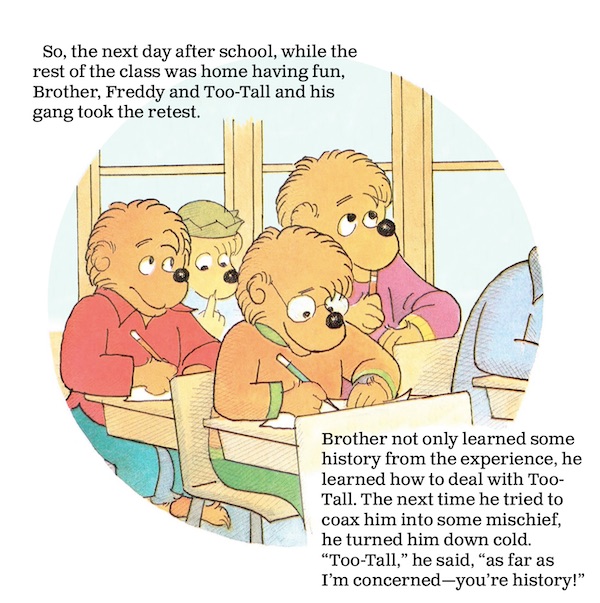 So, the next day after school, while the
rest of the class was home having fun,
Brother, Freddy and Too-Tall and his
gang took the retest.
Brother not only learned some
history from the experience, he
learned how to deal with Too-
Tall. The next time he tried to
coax him into some mischief,
he turned him down cold.
“Too-Tall,” he said, “as far as
I’m concerned—you’re history!”